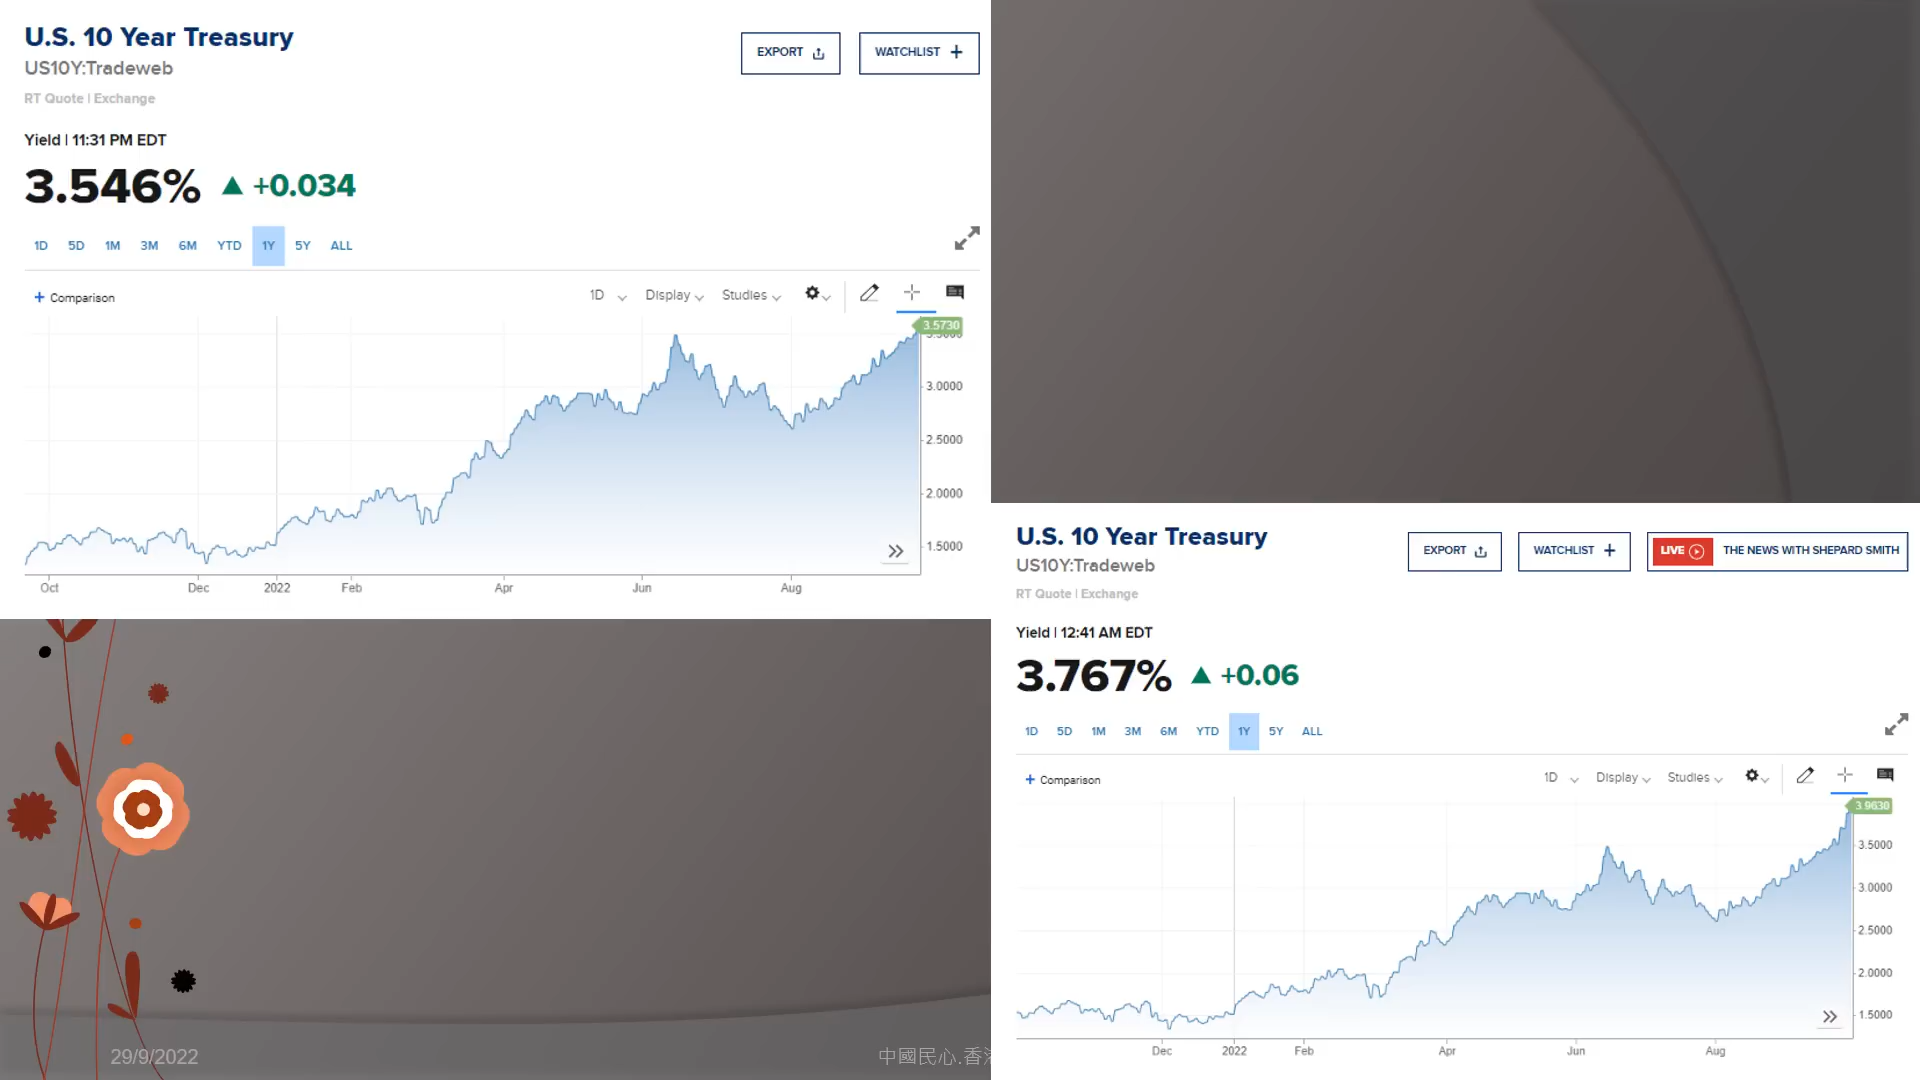 U.S. 10 Year Treasury
US10Y:Tradeweb
RT Quote | Exchange
EXPORT
WATCHLIST +
Yield | 11:31 PM EDT
3.546% ▲ +0.034
1D 5D 1M 3M 6M YTD 1Y 5Y ALL
+ Comparison
1D Display Studies
3.5730
3.0000
2.5000
2.0000
1.5000
Oct Dec 2022 Feb Apr Jun Aug
U.S. 10 Year Treasury
US10Y:Tradeweb
RT Quote | Exchange
EXPORT
WATCHLIST +
LIVE THE NEWS WITH SHEPARD SMITH
Yield | 12:41 AM EDT
3.767% ▲ +0.06
1D 5D 1M 3M 6M YTD 1Y 5Y ALL
+ Comparison
1D Display Studies
3.9630
3.5000
3.0000
2.5000
2.0000
1.5000
Dec 2022 Feb Apr Jun Aug
29/9/2022
中國民心.香